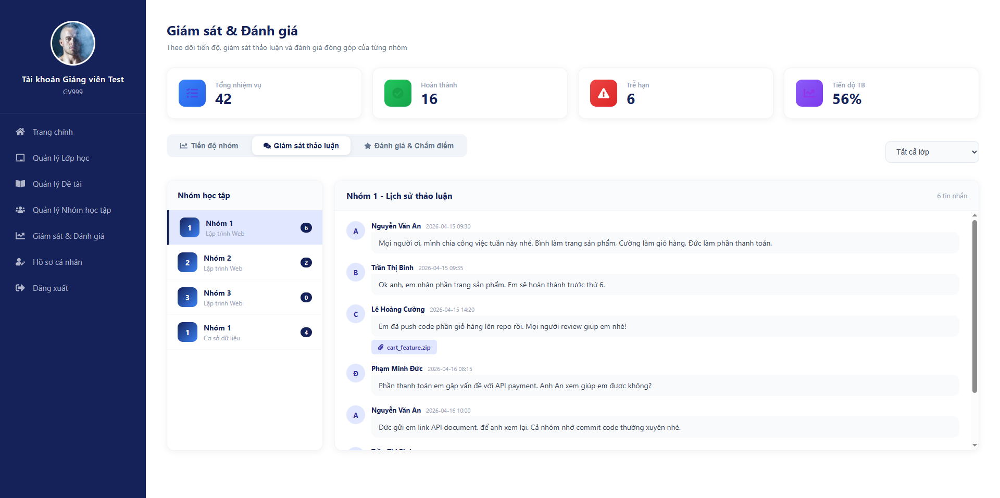 Tài khoản Giảng viên Test
GV999
Trang chính
Quản lý Lớp học
Quản lý Đề tài
Quản lý Nhóm học tập
Giám sát & Đánh giá
Hồ sơ cá nhân
Đăng xuất
Giám sát & Đánh giá
Theo dõi tiến độ, giám sát thảo luận và đánh giá đóng góp của từng nhóm
Tổng nhiệm vụ
42
Hoàn thành
16
Trễ hạn
6
Tiến độ TB
56%
Tiến độ nhóm
Giám sát thảo luận
Đánh giá & Chấm điểm
Tất cả lớp
Nhóm học tập
1
Nhóm 1
Lập trình Web
6
2
Nhóm 2
Lập trình Web
2
3
Nhóm 3
Lập trình Web
0
1
Nhóm 1
Cơ sở dữ liệu
4
Nhóm 1 - Lịch sử thảo luận
6 tin nhắn
A
Nguyễn Văn An 2026-04-15 09:30
Mọi người ơi, mình chia công việc tuần này nhé. Bình làm trang sản phẩm, Cường làm giỏ hàng, Đức làm phần thanh toán.
B
Trần Thị Bình 2026-04-15 09:35
Ok anh, em nhận phần trang sản phẩm. Em sẽ hoàn thành trước thứ 6.
C
Lê Hoàng Cường 2026-04-15 14:20
Em đã push code phần giỏ hàng lên repo rồi. Mọi người review giúp em nhé!
cart_feature.zip
Đ
Phạm Minh Đức 2026-04-16 08:15
Phần thanh toán em gặp vấn đề với API payment. Anh An xem giúp em được không?
A
Nguyễn Văn An 2026-04-16 10:00
Đức gửi em link API document, để anh xem lại. Cả nhóm nhớ commit code thường xuyên nhé.